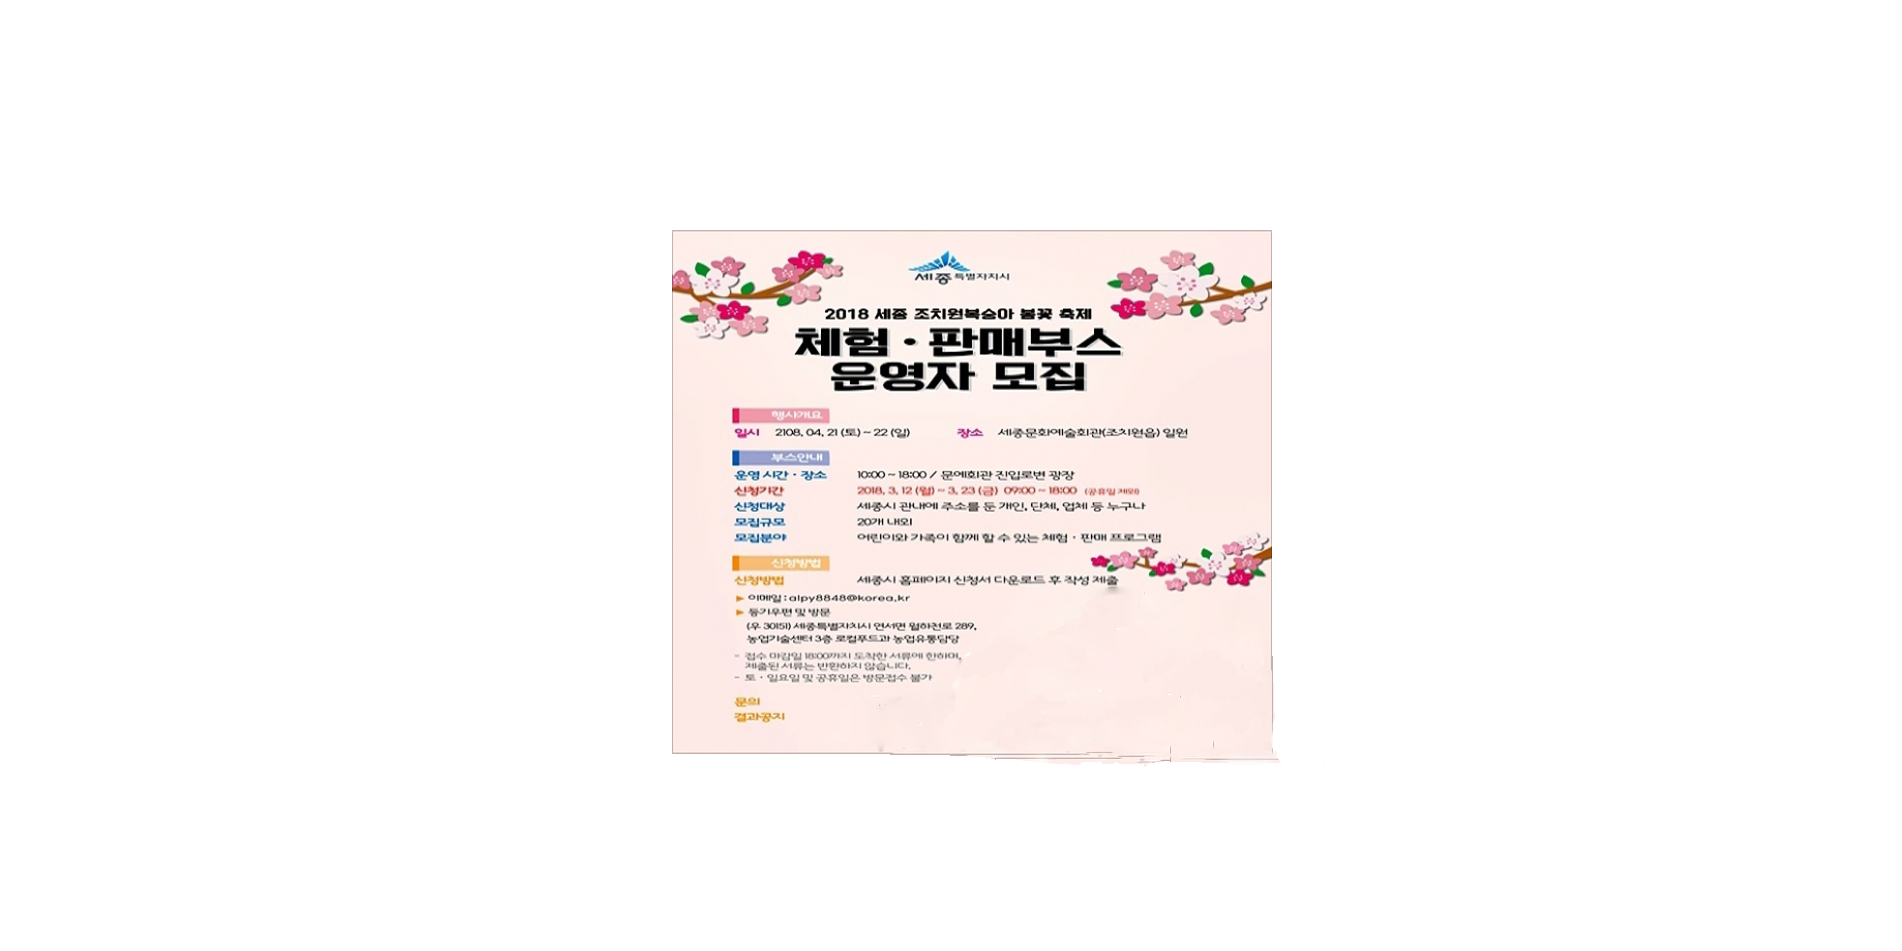 세종특별자치시
2018 세종 조치원복숭아 봄꽃 축제
체험·판매부스
운영자 모집
행사개요
일시 2108. 04. 21 (토) ~ 22 (일) 장소 세종문화예술회관(조치원읍) 일원
부스안내
운영 시간·장소 10:00 ~ 18:00 / 문예회관 진입로변 광장
신청기간 2018. 3. 12 (월) ~ 3. 23 (금) 09:00 ~ 18:00 (공휴일 제외)
신청대상 세종시 관내에 주소를 둔 개인, 단체, 업체 등 누구나
모집규모 20개 내외
모집분야 어린이와 가족이 함께 할 수 있는 체험·판매 프로그램
신청방법
신청방법 세종시 홈페이지 신청서 다운로드 후 작성 제출
▶ 이메일 : alpy8848@korea.kr
▶ 등기우편 및 방문
(우 30151) 세종특별자치시 연서면 월하천로 289,
농업기술센터 3층 로컬푸드과 농업유통담당
- 접수 마감일 18:00까지 도착한 서류에 한하며,
제출된 서류는 반환하지 않습니다.
- 토·일요일 및 공휴일은 방문접수 불가
문의
결과공지